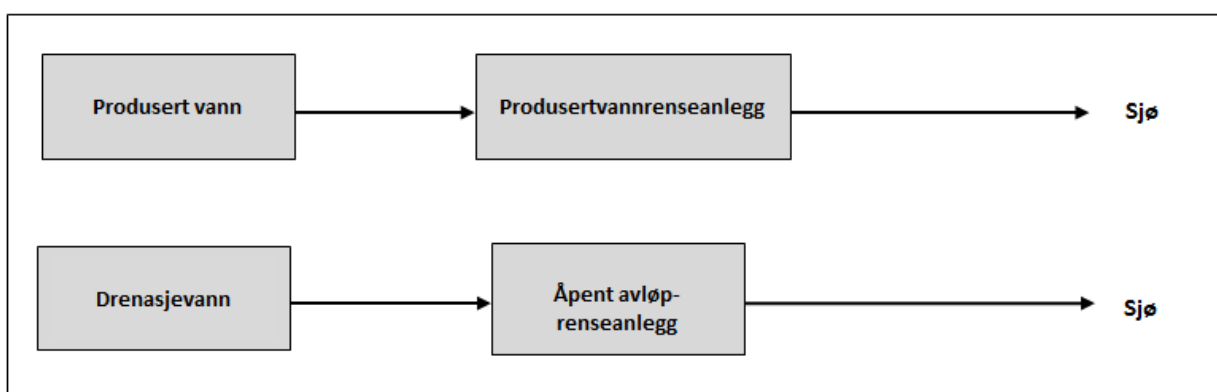 Produsert vann
Produsertvannrenseanlegg
Sjø
Drenasjevann
Åpent avløp-
renseanlegg
Sjø